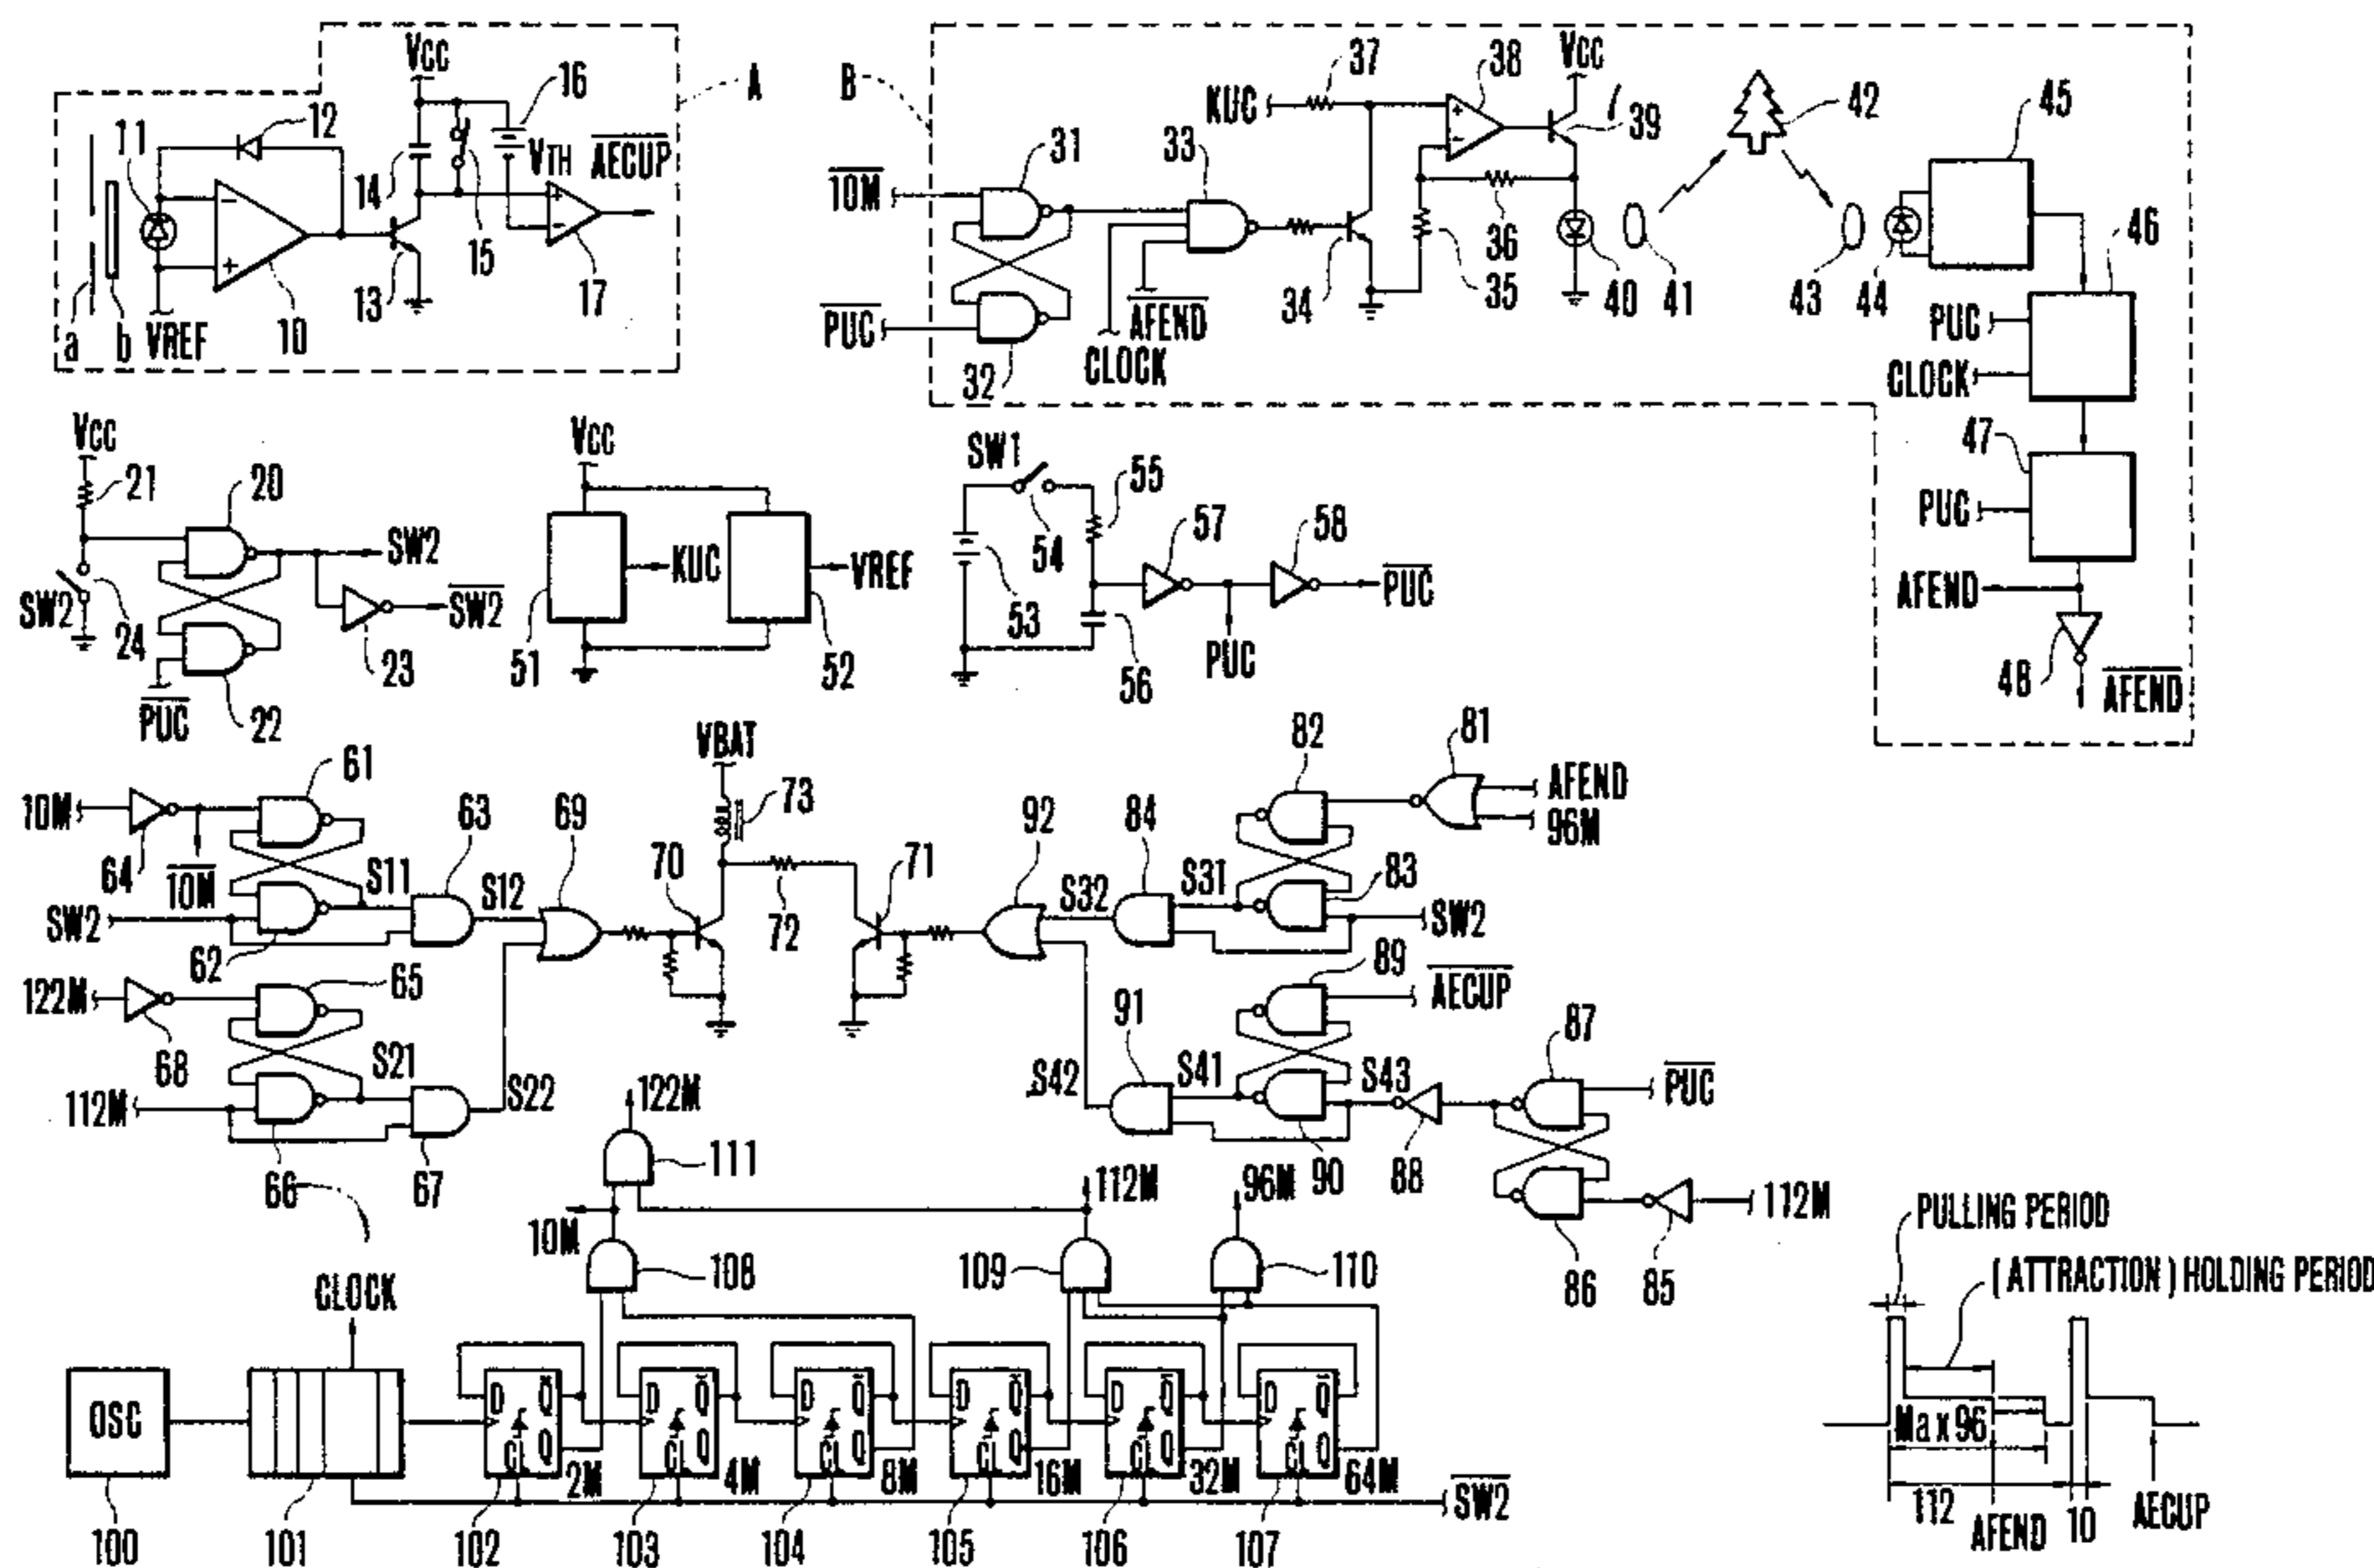 VCC
16
A
B
37
38
VCC
12
11
VTH
AECUP
KUC
39
42
45
31
33
14
10M
15
36
46
13
17
34
35
40
41
43
44
a
b
VREF
10
PUC
AFEND
CLOCK
32
PUC
CLOCK
47
VCC
21
20
VCC
SW1
55
57
58
PUC
SW2
54
KUC
VREF
PUC
SW2
24
SW2
23
51
52
53
56
PUC
AFEND
48
AFEND
PUC
22
VBAT
82
81
61
73
AFEND
96M
10M
63
69
92
84
64
10M
S11
S12
70
71
S32
S31
83
SW2
62
72
SW2
65
89
AECUP
122M
91
87
68
S21
S22
122M
S42
S41
S43
PUC
112M
66
67
111
112M
96M
90
88
112M
10M
108
109
110
86
85
PULLING PERIOD
(ATTRACTION) HOLDING PERIOD
CLOCK
OSC
D Q
CL Q
2M
D Q
CL Q
4M
D Q
CL Q
8M
D Q
CL Q
16M
D Q
CL Q
32M
D Q
CL Q
64M
SW2
Max 96
112
AFEND
10
AECUP
100
101
102
103
104
105
106
107